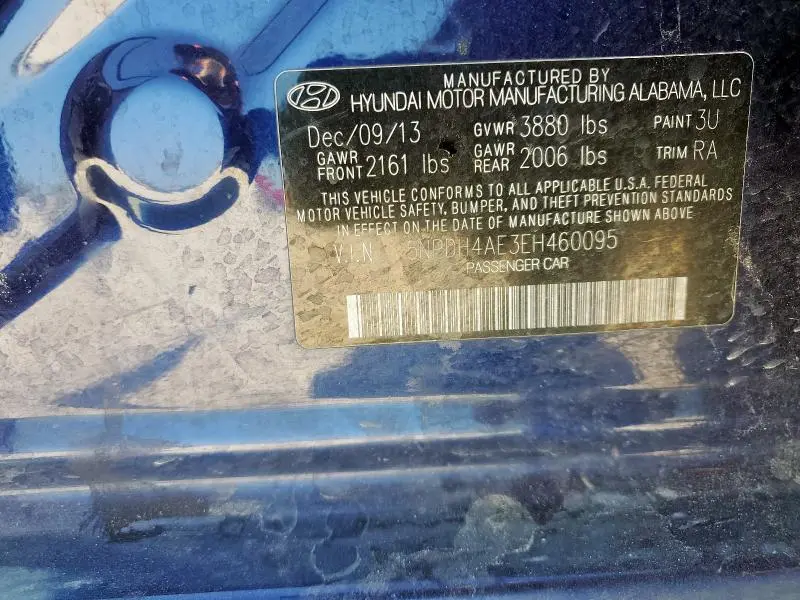 MANUFACTURED BY
HYUNDAI MOTOR MANUFACTURING ALABAMA, LLC
Dec/09/13 GVWR 3880 lbs PAINT 3U
GAWR FRONT 2161 lbs GAWR REAR 2006 lbs TRIM RA
THIS VEHICLE CONFORMS TO ALL APPLICABLE U.S.A. FEDERAL
MOTOR VEHICLE SAFETY, BUMPER, AND THEFT PREVENTION STANDARDS
IN EFFECT ON THE DATE OF MANUFACTURE SHOWN ABOVE
V.I.N 5NPDH4AE3EH460095
PASSENGER CAR